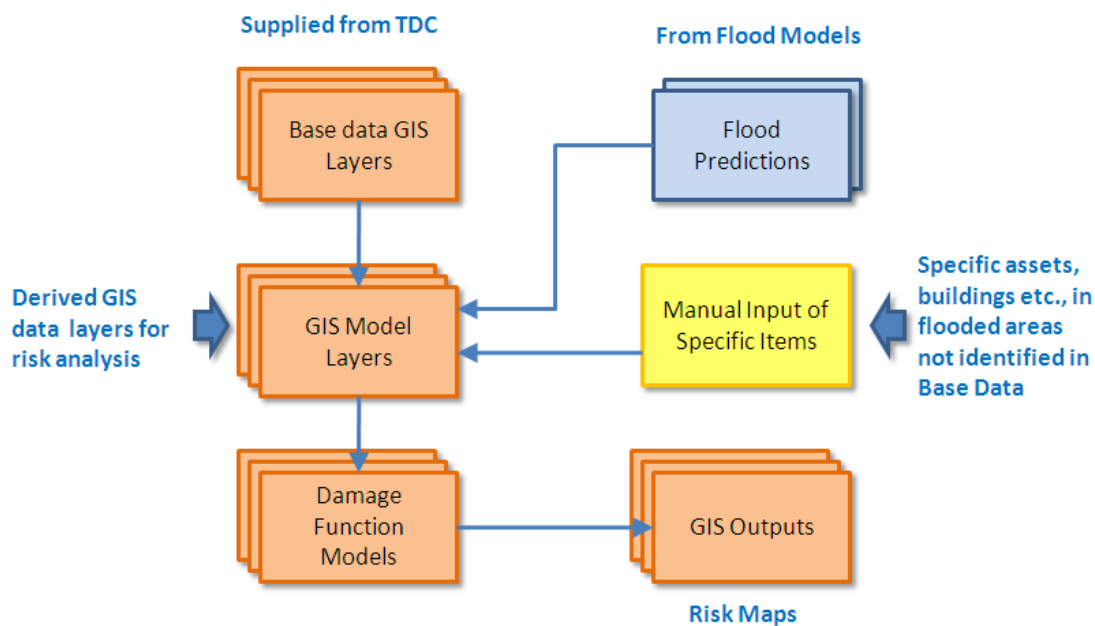 Supplied from TDC
From Flood Models
Base data GIS
Layers
Flood
Predictions
Derived GIS
data layers for
risk analysis
GIS Model
Layers
Manual Input of
Specific Items
Specific assets,
buildings etc., in
flooded areas
not identified in
Base Data
Damage
Function
Models
GIS Outputs
Risk Maps